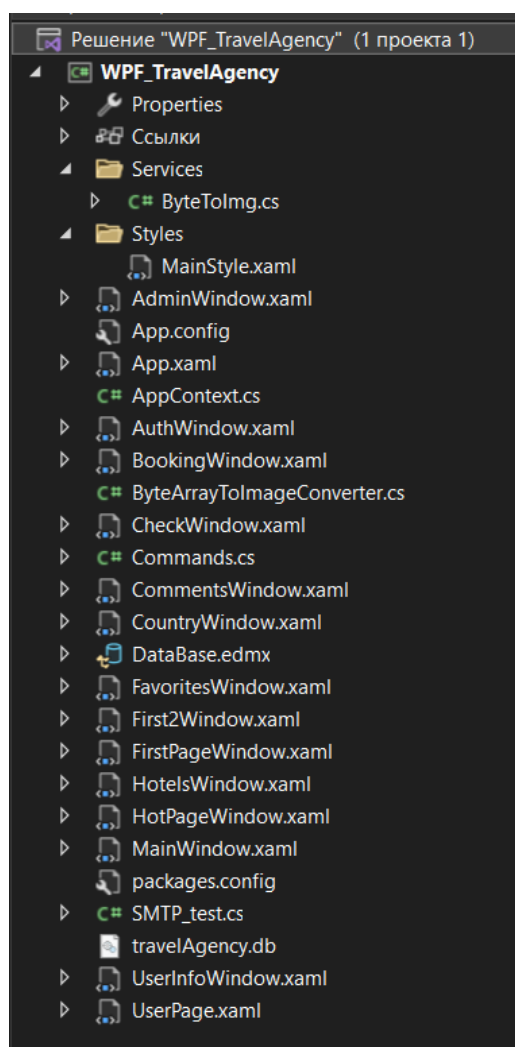 Решение "WPF_TravelAgency" (1 проекта 1)
C# WPF_TravelAgency
Properties
Ссылки
Services
C# ByteToImg.cs
Styles
MainStyle.xaml
AdminWindow.xaml
App.config
App.xaml
C# AppContext.cs
AuthWindow.xaml
BookingWindow.xaml
C# ByteArrayToImageConverter.cs
CheckWindow.xaml
C# Commands.cs
CommentsWindow.xaml
CountryWindow.xaml
DataBase.edmx
FavoritesWindow.xaml
First2Window.xaml
FirstPageWindow.xaml
HotelsWindow.xaml
HotPageWindow.xaml
MainWindow.xaml
packages.config
C# SMTP_test.cs
travelAgency.db
UserInfoWindow.xaml
UserPage.xaml